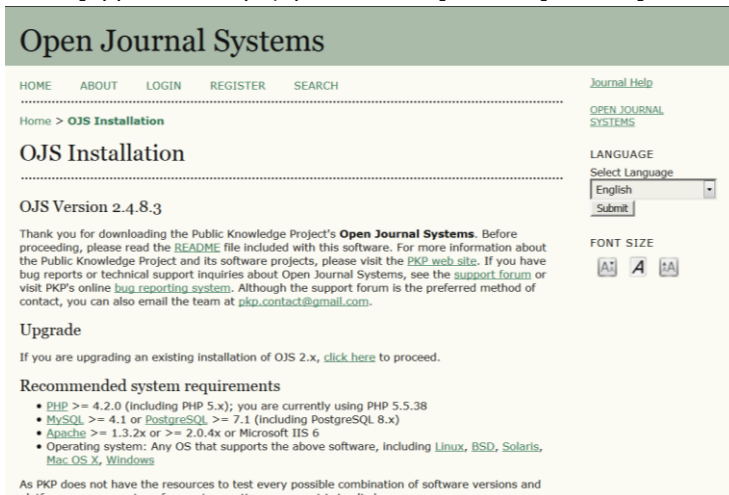 Open Journal Systems
HOME ABOUT LOGIN REGISTER SEARCH
Home > OJS Installation
OJS Installation
OJS Version 2.4.8.3
Thank you for downloading the Public Knowledge Project's Open Journal Systems. Before
proceeding, please read the README file included with this software. For more information about
the Public Knowledge Project and its software projects, please visit the PKP web site. If you have
bug reports or technical support inquiries about Open Journal Systems, see the support forum or
visit PKP's online bug reporting system. Although the support forum is the preferred method of
contact, you can also email the team at pkp.contact@gmail.com.
Upgrade
If you are upgrading an existing installation of OJS 2.x, click here to proceed.
Recommended system requirements
• PHP >= 4.2.0 (including PHP 5.x); you are currently using PHP 5.5.38
• MySQL >= 4.1 or PostgreSQL >= 7.1 (including PostgreSQL 8.x)
• Apache >= 1.3.2x or >= 2.0.4x or Microsoft IIS 6
• Operating system: Any OS that supports the above software, including Linux, BSD, Solaris,
Mac OS X, Windows
As PKP does not have the resources to test every possible combination of software versions and
Journal Help
OPEN JOURNAL
SYSTEMS
LANGUAGE
Select Language
English
Submit
FONT SIZE
A A A